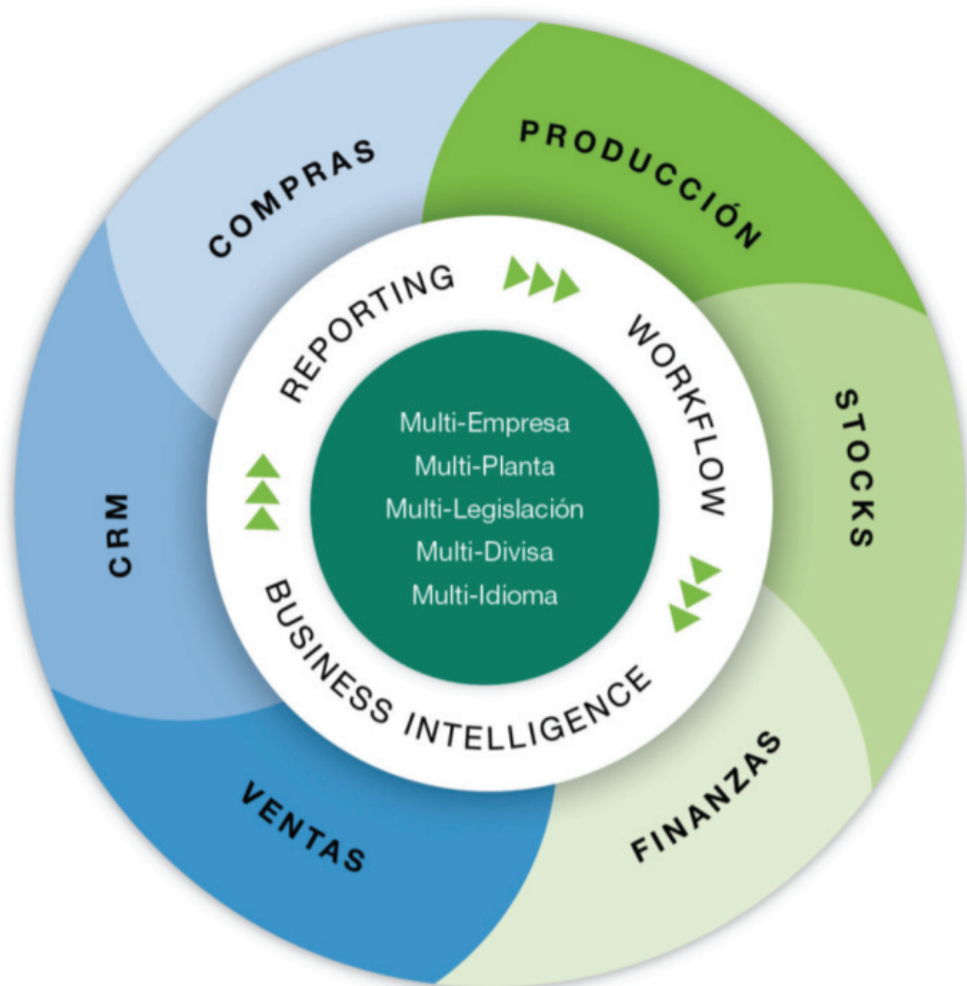 COMPRAS
PRODUCCIÓN
STOCKS
FINANZAS
VENTAS
CRM
REPORTING
WORKFLOW
BUSINESS INTELLIGENCE
Multi-Empresa
Multi-Planta
Multi-Legislación
Multi-Divisa
Multi-Idioma